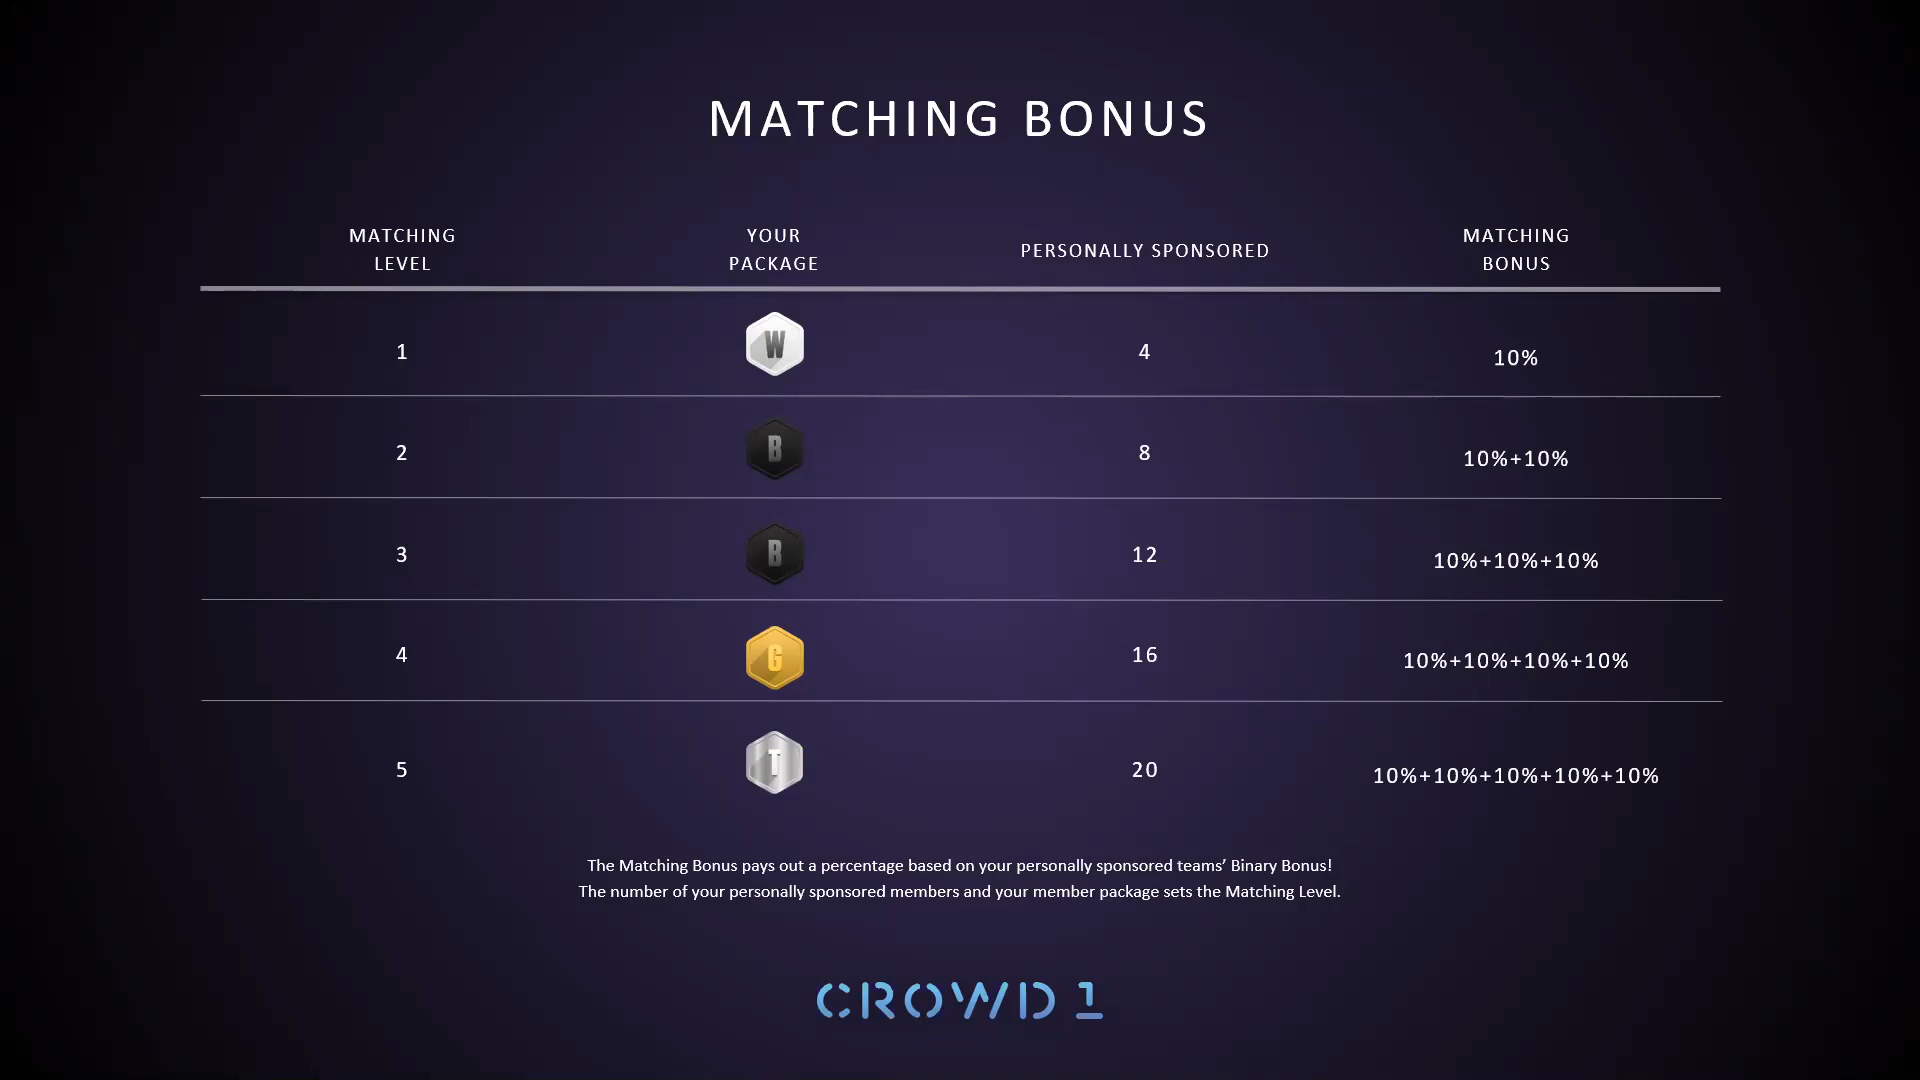 MATCHING BONUS
MATCHING
LEVEL
YOUR
PACKAGE
PERSONALLY SPONSORED
MATCHING
BONUS
1
W
4
10%
2
B
8
10%+10%
3
B
12
10%+10%+10%
4
G
16
10%+10%+10%+10%
5
T
20
10%+10%+10%+10%+10%
The Matching Bonus pays out a percentage based on your personally sponsored teams’ Binary Bonus!
The number of your personally sponsored members and your member package sets the Matching Level.
CROWD 1